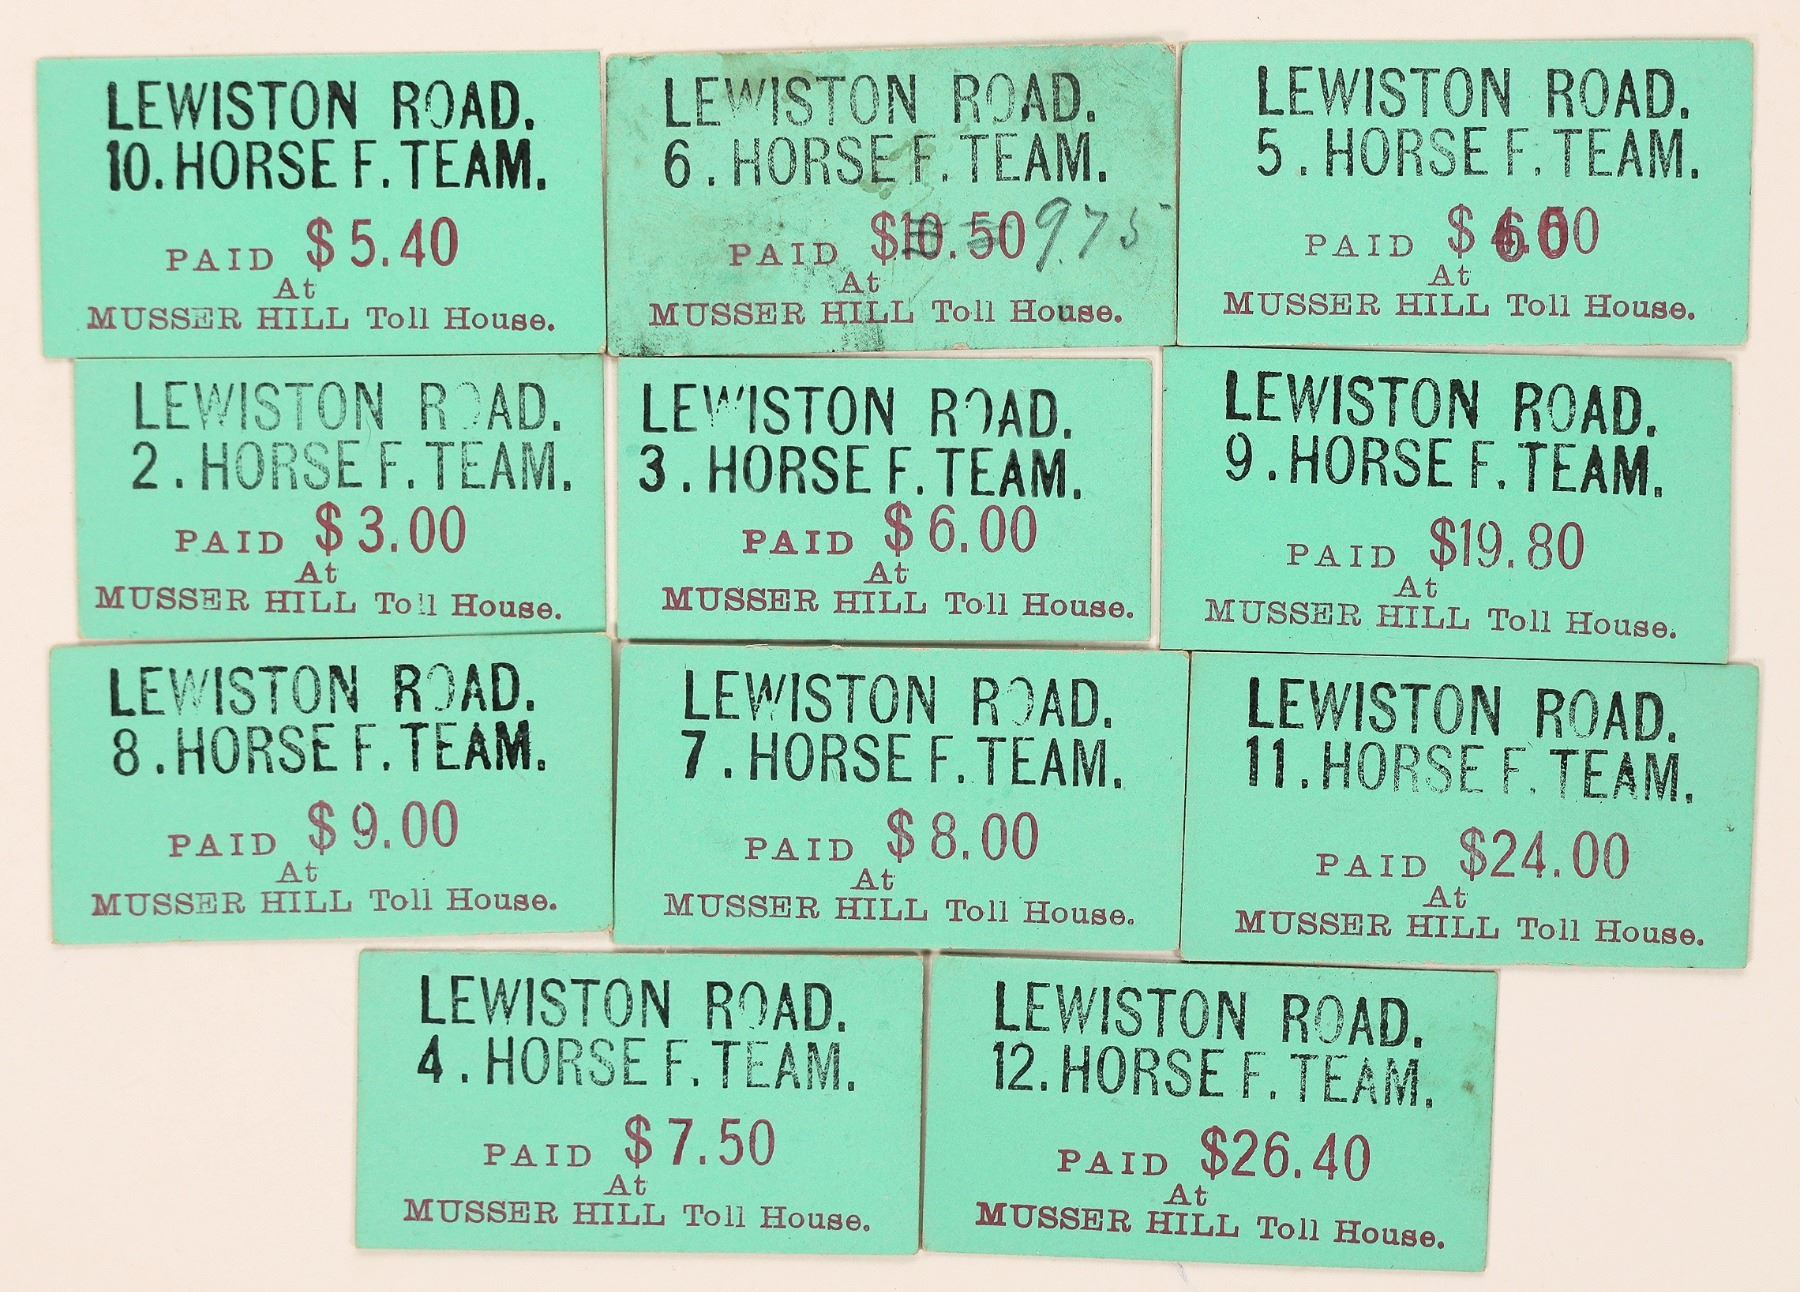 LEWISTON ROAD.
10. HORSE F. TEAM.
PAID $5.40
At
MUSSER HILL Toll House.
LEWISTON ROAD.
6. HORSE F. TEAM.
PAID $10.50 9.75
At
MUSSER HILL Toll House.
LEWISTON ROAD.
5. HORSE F. TEAM.
PAID $
At
MUSSER HILL Toll House.
LEWISTON ROAD.
2. HORSE F. TEAM.
PAID $3.00
At
MUSSER HILL Toll House.
LEWISTON ROAD.
3. HORSE F. TEAM.
PAID $6.00
At
MUSSER HILL Toll House.
LEWISTON ROAD.
9. HORSE F. TEAM.
PAID $19.80
At
MUSSER HILL Toll House.
LEWISTON ROAD.
8. HORSE F. TEAM.
PAID $9.00
At
MUSSER HILL Toll House.
LEWISTON ROAD.
7. HORSE F. TEAM.
PAID $8.00
At
MUSSER HILL Toll House.
LEWISTON ROAD.
11. HORSE F. TEAM.
PAID $24.00
At
MUSSER HILL Toll House.
LEWISTON ROAD.
4. HORSE F. TEAM.
PAID $7.50
At
MUSSER HILL Toll House.
LEWISTON ROAD.
12. HORSE F. TEAM.
PAID $26.40
At
MUSSER HILL Toll House.